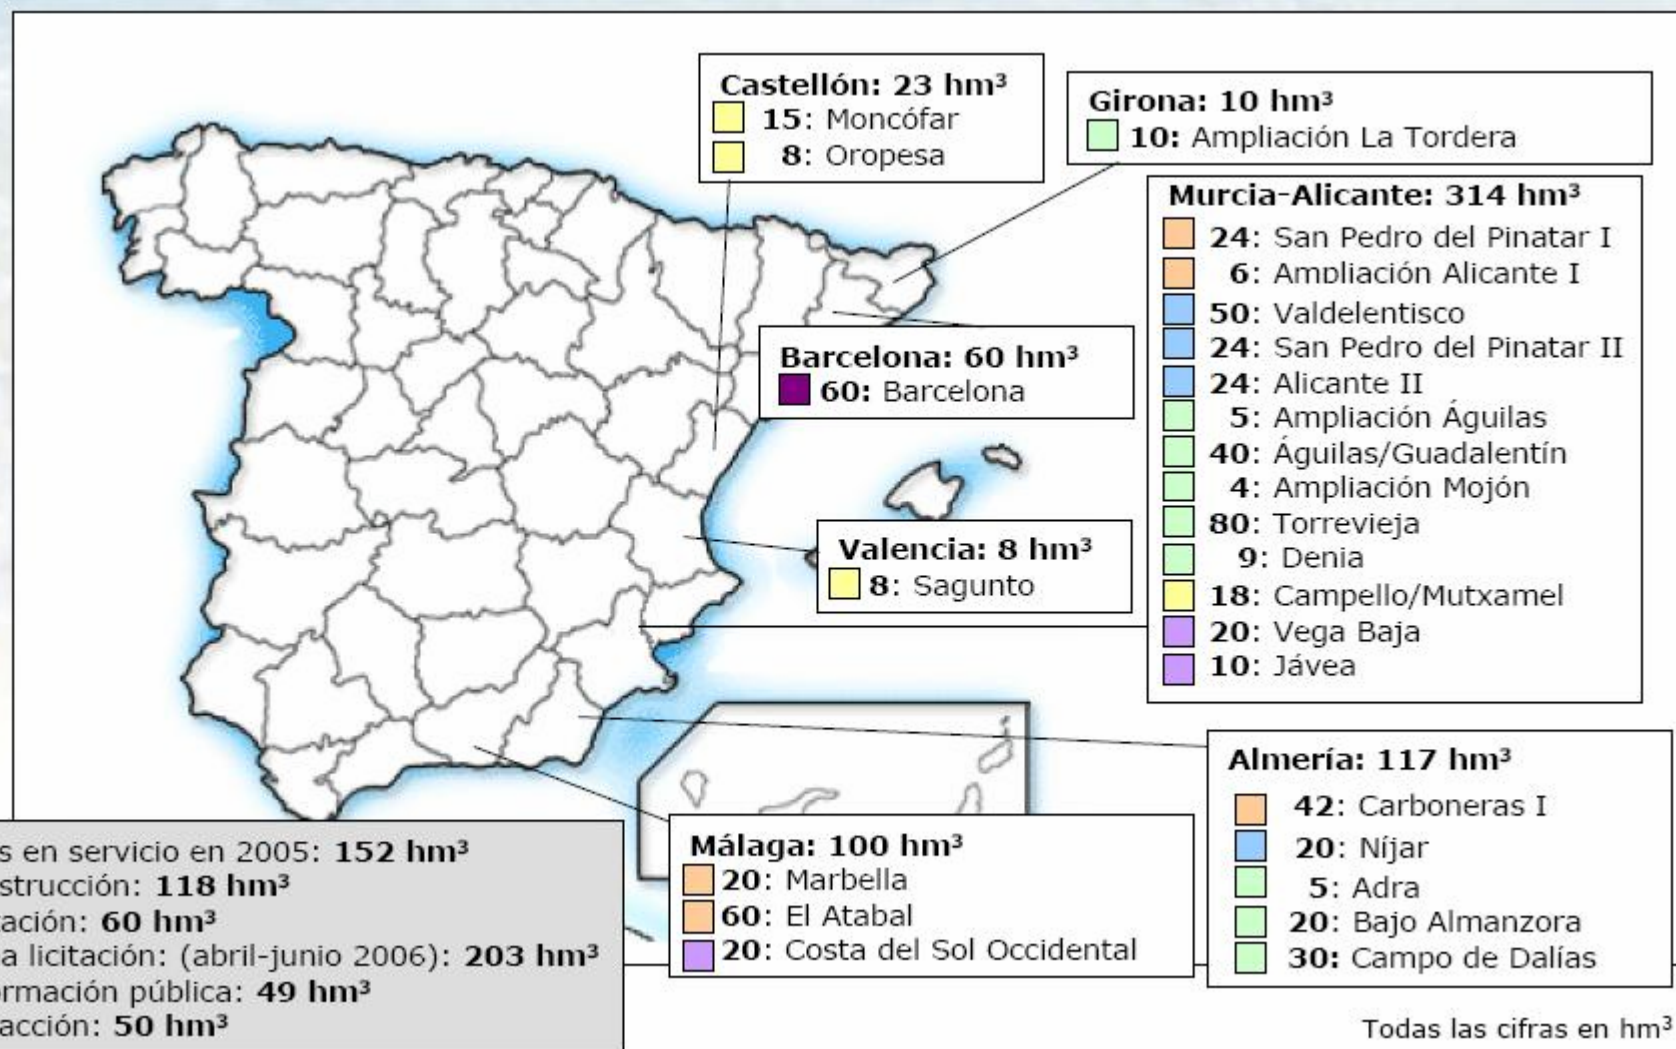 Castellón: 23 hm³
15: Moncófar
8: Oropesa
Girona: 10 hm³
10: Ampliación La Tordera
Murcia-Alicante: 314 hm³
24: San Pedro del Pinatar I
6: Ampliación Alicante I
50: Valdelentisco
24: San Pedro del Pinatar II
24: Alicante II
5: Ampliación Águilas
40: Águilas/Guadalentín
4: Ampliación Mojón
80: Torrevieja
9: Denia
18: Campello/Mutxamel
20: Vega Baja
10: Jávea
Barcelona: 60 hm³
60: Barcelona
Valencia: 8 hm³
8: Sagunto
Almería: 117 hm³
42: Carboneras I
20: Níjar
5: Adra
20: Bajo Almanzora
30: Campo de Dalías
Málaga: 100 hm³
20: Marbella
60: El Atabal
20: Costa del Sol Occidental
s en servicio en 2005: 152 hm³
strucción: 118 hm³
ación: 60 hm³
a licitación: (abril-junio 2006): 203 hm³
rmación pública: 49 hm³
acción: 50 hm³
Todas las cifras en hm³